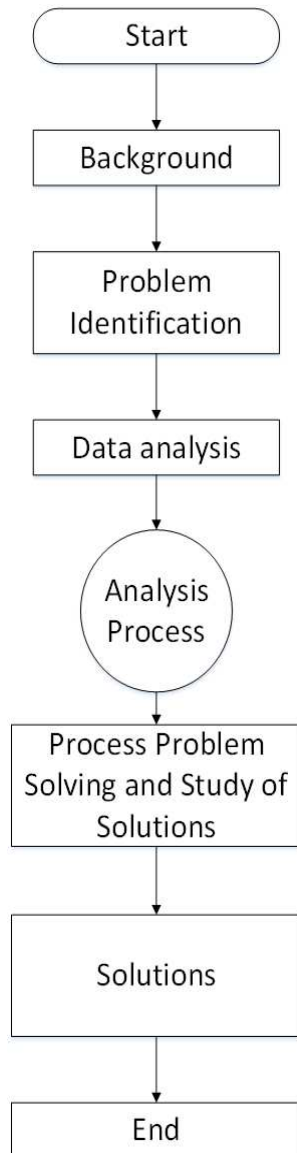 Start
Background
Problem
Identification
Data analysis
Analysis
Process
Process Problem
Solving and Study of
Solutions
Solutions
End